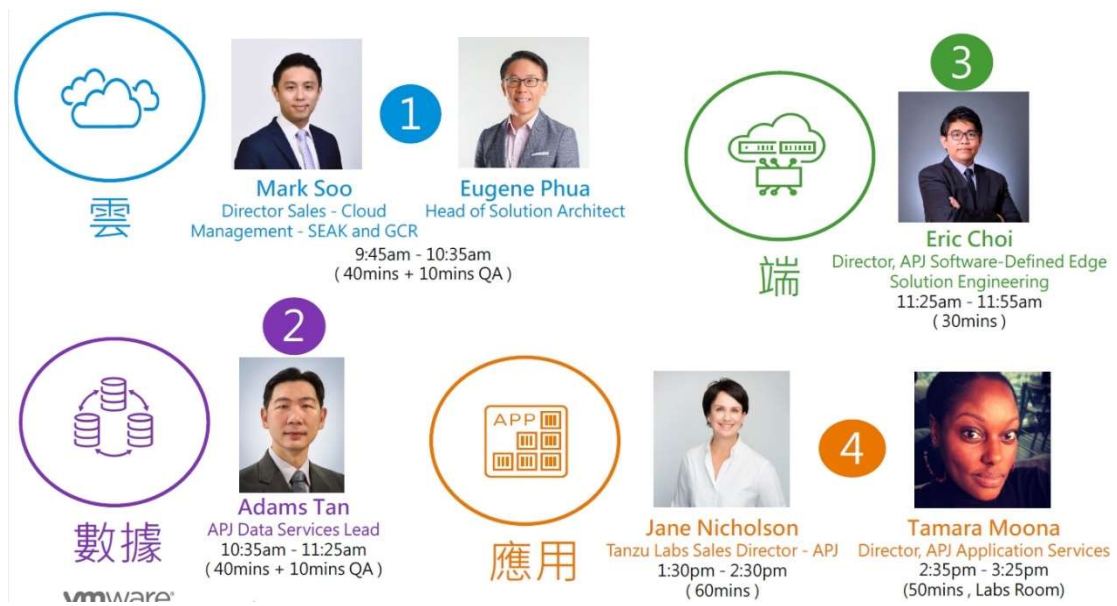 1
Mark Soo
Director Sales - Cloud
Management - SEAK and GCR
Eugene Phua
Head of Solution Architect
9:45am - 10:35am
( 40mins + 10mins QA )
雲
3
Eric Choi
Director, APJ Software-Defined Edge
Solution Engineering
11:25am - 11:55am
( 30mins )
端
2
Adams Tan
APJ Data Services Lead
10:35am - 11:25am
( 40mins + 10mins QA )
數據
APP
4
Jane Nicholson
Tanzu Labs Sales Director - APJ
1:30pm - 2:30pm
( 60mins )
Tamara Moona
Director, APJ Application Services
2:35pm - 3:25pm
(50mins , Labs Room)
應用
vmware